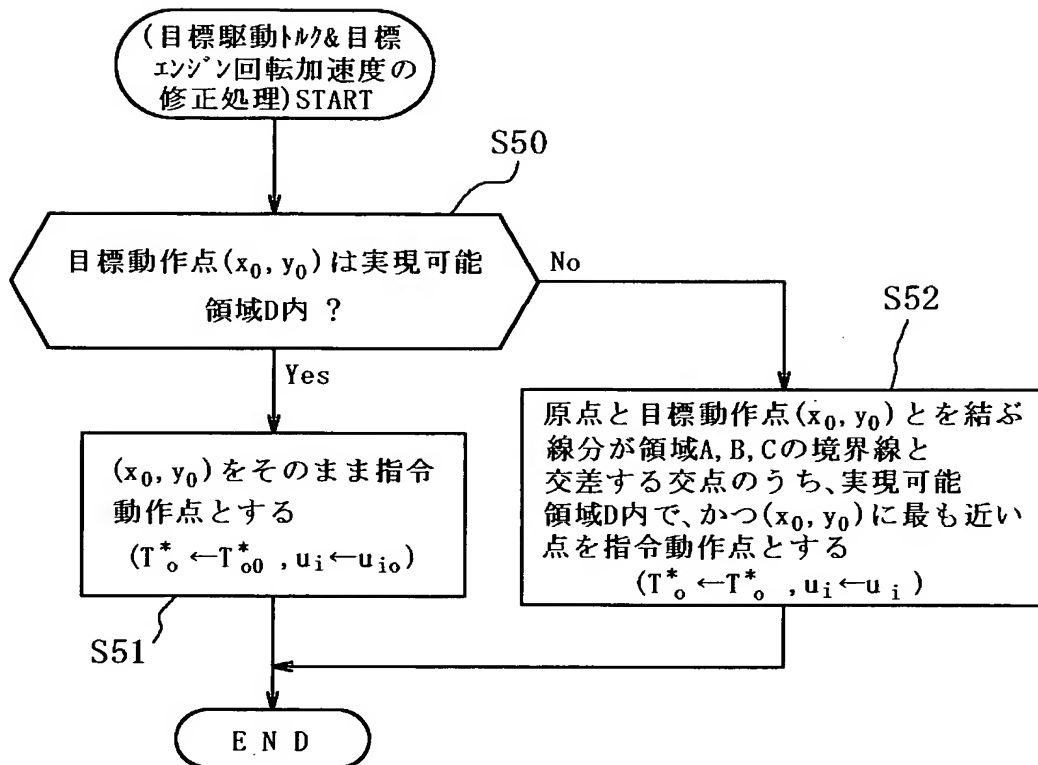 (目標駆動トルク&目標
エンジン回転加速度の
修正処理)START
S50
目標動作点(x₀, y₀)は実現可能
領域D内 ?
No
Yes
S52
原点と目標動作点(x₀, y₀)とを結ぶ
線分が領域A, B, Cの境界線と
交差する交点のうち、実現可能
領域D内で、かつ(x₀, y₀)に最も近い
点を指令動作点とする
(T*ₒ←T*ₒ , uᵢ←uᵢ )
(x₀, y₀)をそのまま指令
動作点とする
(T*ₒ←T*ₒ₀ , uᵢ←uᵢₒ)
S51
E N D